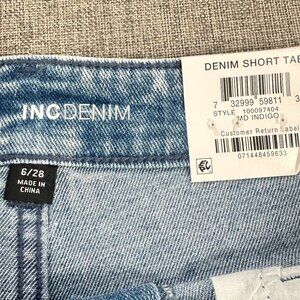 DENIM SHORT TAB
7 32999 59811 3
STYLE 100097404
MD INDIGO
Customer Return Label
071448459633
INCDENIM
6/28
MADE IN
CHINA